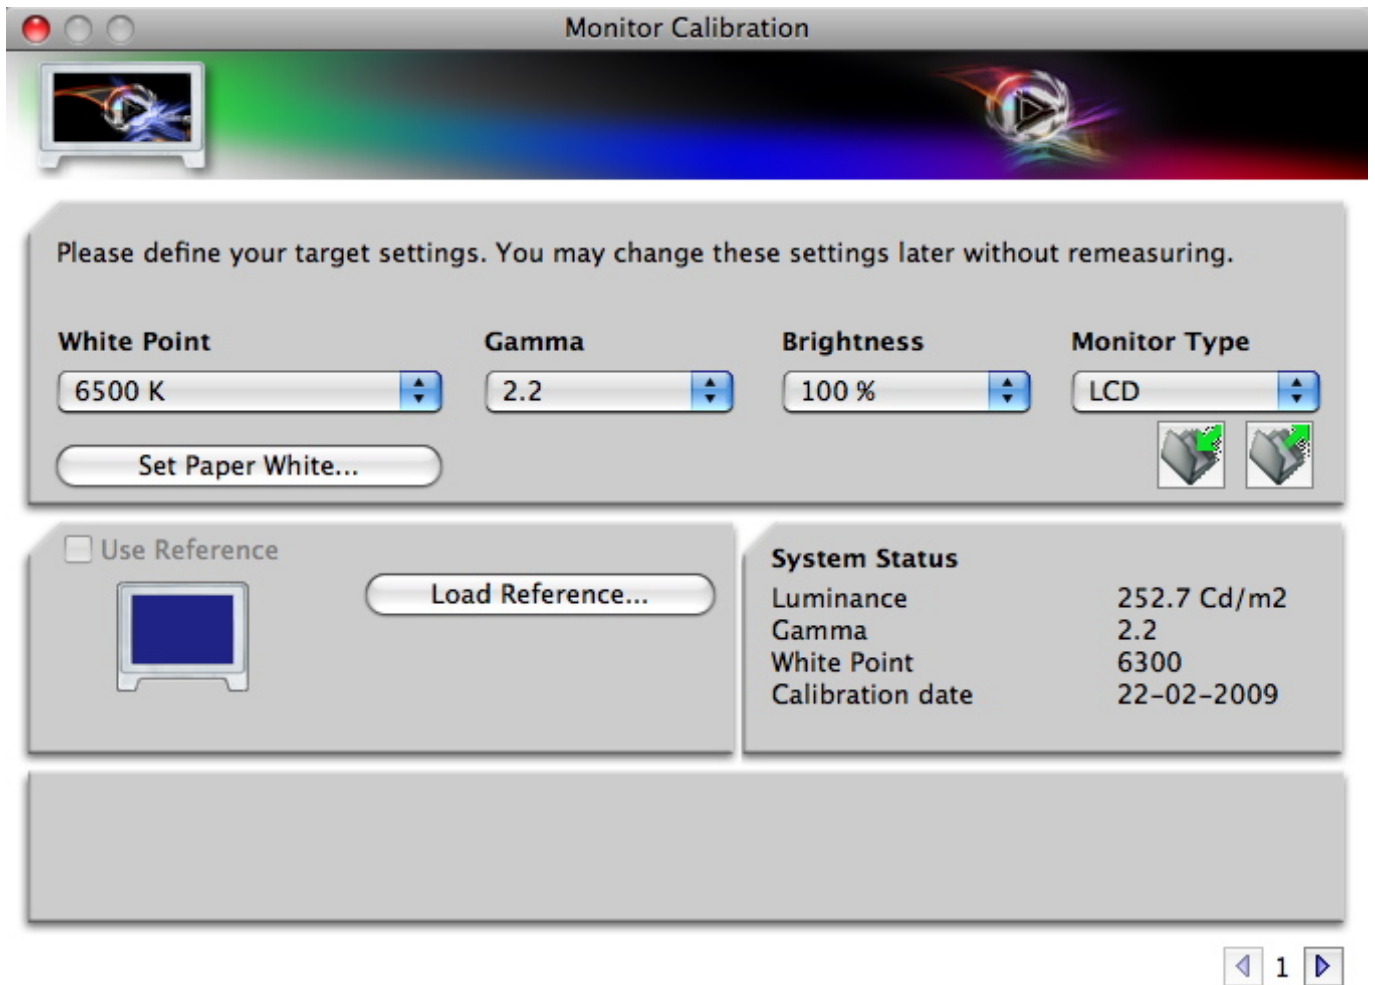 Monitor Calibration
Please define your target settings. You may change these settings later without remeasuring.
White Point Gamma Brightness Monitor Type
6500 K 2.2 100 % LCD
Set Paper White...
Use Reference
Load Reference...
System Status
Luminance 252.7 Cd/m2
Gamma 2.2
White Point 6300
Calibration date 22-02-2009
1